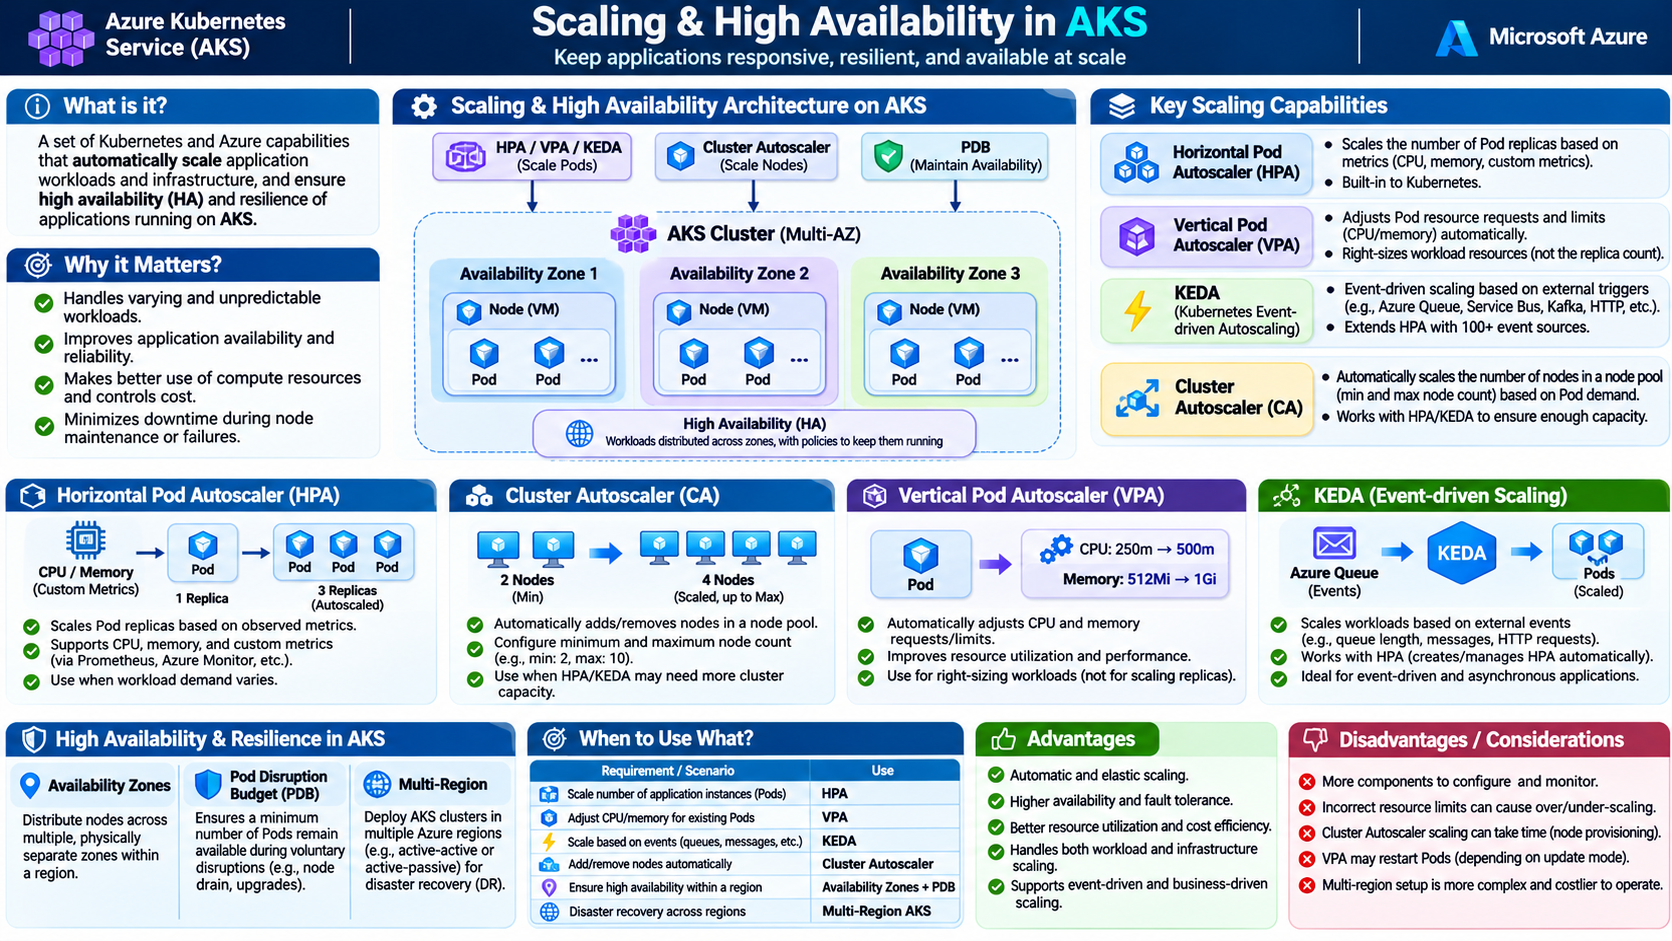 Azure Kubernetes
Service (AKS)
Scaling & High Availability in AKS
Keep applications responsive, resilient, and available at scale
Microsoft Azure
What is it?
A set of Kubernetes and Azure capabilities
that automatically scale application
workloads and infrastructure, and ensure
high availability (HA) and resilience of
applications running on AKS.
Why it Matters?
Handles varying and unpredictable
workloads.
Improves application availability and
reliability.
Makes better use of compute resources
and controls cost.
Minimizes downtime during node
maintenance or failures.
Scaling & High Availability Architecture on AKS
HPA / VPA / KEDA
(Scale Pods)
Cluster Autoscaler
(Scale Nodes)
PDB
(Maintain Availability)
AKS Cluster (Multi-AZ)
Availability Zone 1
Node (VM)
Pod
Pod
...
Availability Zone 2
Node (VM)
Pod
Pod
...
Availability Zone 3
Node (VM)
Pod
Pod
...
High Availability (HA)
Workloads distributed across zones, with policies to keep them running
Key Scaling Capabilities
Horizontal Pod
Autoscaler (HPA)
• Scales the number of Pod replicas based on
metrics (CPU, memory, custom metrics).
• Built-in to Kubernetes.
Vertical Pod
Autoscaler (VPA)
• Adjusts Pod resource requests and limits
(CPU/memory) automatically.
• Right-sizes workload resources (not the replica count).
KEDA
(Kubernetes Event-
driven Autoscaling)
• Event-driven scaling based on external triggers
(e.g., Azure Queue, Service Bus, Kafka, HTTP, etc.).
• Extends HPA with 100+ event sources.
Cluster
Autoscaler (CA)
• Automatically scales the number of nodes in a node pool
(min and max node count) based on Pod demand.
• Works with HPA/KEDA to ensure enough capacity.
Horizontal Pod Autoscaler (HPA)
CPU / Memory
(Custom Metrics)
Pod
1 Replica
Pod
Pod
Pod
3 Replicas
(Autoscaled)
Scales Pod replicas based on observed metrics.
Supports CPU, memory, and custom metrics
(via Prometheus, Azure Monitor, etc.).
Use when workload demand varies.
Cluster Autoscaler (CA)
2 Nodes
(Min)
4 Nodes
(Scaled, up to Max)
Automatically adds/removes nodes in a node pool.
Configure minimum and maximum node count
(e.g., min: 2, max: 10).
Use when HPA/KEDA may need more cluster
capacity.
Vertical Pod Autoscaler (VPA)
Pod
CPU: 250m → 500m
Memory: 512Mi → 1Gi
Automatically adjusts CPU and memory
requests/limits.
Improves resource utilization and performance.
Use for right-sizing workloads (not for scaling replicas).
KEDA (Event-driven Scaling)
Azure Queue
(Events)
KEDA
Pods
(Scaled)
Scales workloads based on external events
(e.g., queue length, messages, HTTP requests).
Works with HPA (creates/manages HPA automatically).
Ideal for event-driven and asynchronous applications.
High Availability & Resilience in AKS
Availability Zones
Distribute nodes across
multiple, physically
separate zones within
a region.
Pod Disruption
Budget (PDB)
Ensures a minimum
number of Pods remain
available during voluntary
disruptions (e.g., node
drain, upgrades).
Multi-Region
Deploy AKS clusters in
multiple Azure regions
(e.g., active-active or
active-passive) for
disaster recovery (DR).
When to Use What?
Requirement / Scenario Use
Scale number of application instances (Pods) HPA
Adjust CPU/memory for existing Pods VPA
Scale based on events (queues, messages, etc.) KEDA
Add/remove nodes automatically Cluster Autoscaler
Ensure high availability within a region Availability Zones + PDB
Disaster recovery across regions Multi-Region AKS
Advantages
Automatic and elastic scaling.
Higher availability and fault tolerance.
Better resource utilization and cost efficiency.
Handles both workload and infrastructure
scaling.
Supports event-driven and business-driven
scaling.
Disadvantages / Considerations
More components to configure and monitor.
Incorrect resource limits can cause over/under-scaling.
Cluster Autoscaler scaling can take time (node provisioning).
VPA may restart Pods (depending on update mode).
Multi-region setup is more complex and costlier to operate.